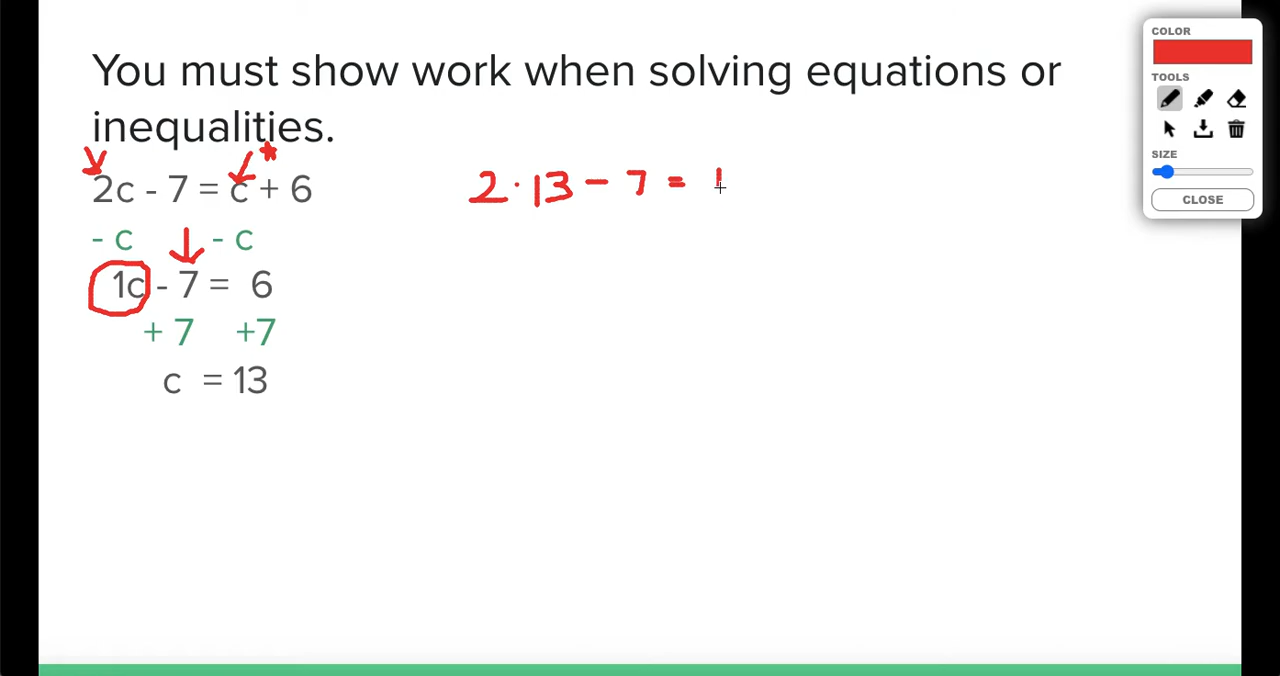 You must show work when solving equations or
inequalities.
2c - 7 = c + 6
- c - c
1c - 7 = 6
+ 7 +7
c = 13
2 · 13 - 7 = 1
COLOR
TOOLS
SIZE
CLOSE